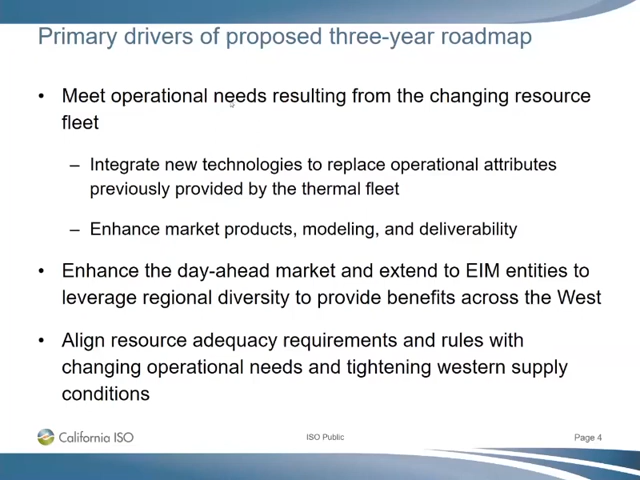 Primary drivers of proposed three-year roadmap
• Meet operational needs resulting from the changing resource
fleet
– Integrate new technologies to replace operational attributes
previously provided by the thermal fleet
– Enhance market products, modeling, and deliverability
• Enhance the day-ahead market and extend to EIM entities to
leverage regional diversity to provide benefits across the West
• Align resource adequacy requirements and rules with
changing operational needs and tightening western supply
conditions
California ISO
ISO Public
Page 4